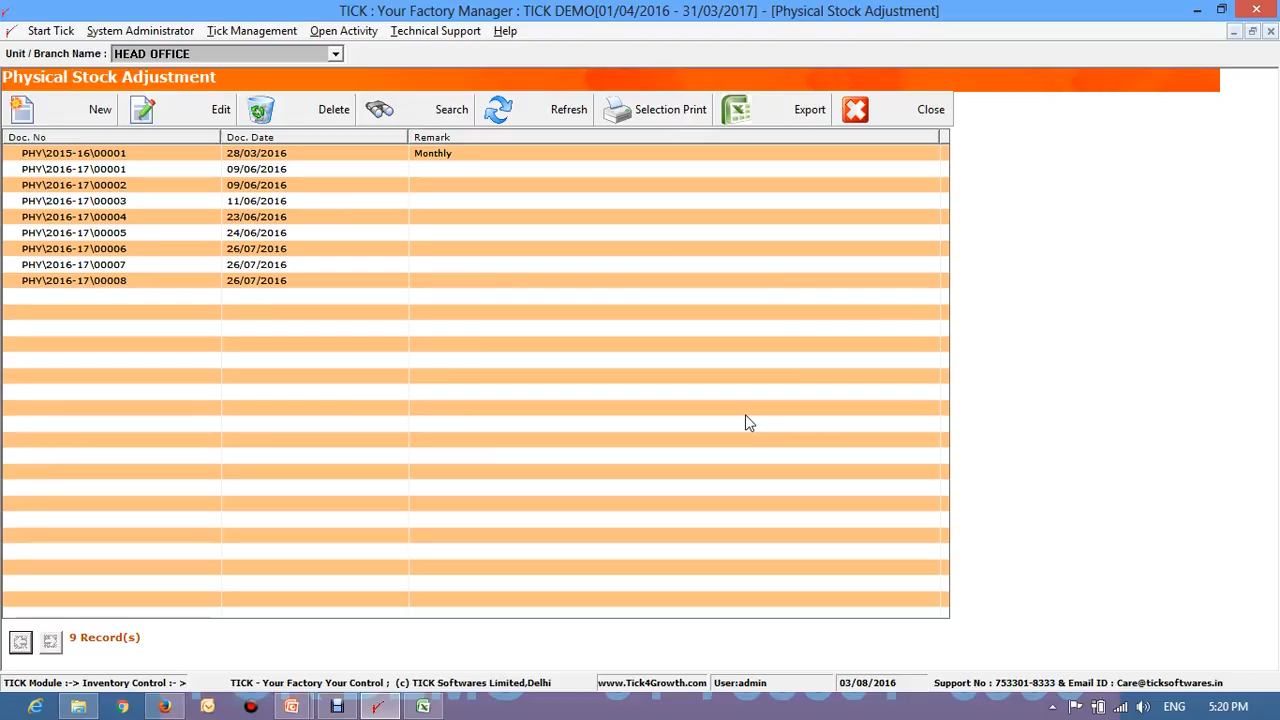 TICK : Your Factory Manager : TICK DEMO[01/04/2016 - 31/03/2017] - [Physical Stock Adjustment]
Start Tick System Administrator Tick Management Open Activity Technical Support Help
Unit / Branch Name : HEAD OFFICE
Physical Stock Adjustment
New Edit Delete Search Refresh Selection Print Export Close
Doc. No Doc. Date Remark
PHY\2015-16\00001 28/03/2016 Monthly
PHY\2016-17\00001 09/06/2016
PHY\2016-17\00002 09/06/2016
PHY\2016-17\00003 11/06/2016
PHY\2016-17\00004 23/06/2016
PHY\2016-17\00005 24/06/2016
PHY\2016-17\00006 26/07/2016
PHY\2016-17\00007 26/07/2016
PHY\2016-17\00008 26/07/2016
9 Record(s)
TICK Module :-> Inventory Control :- > TICK - Your Factory Your Control ; (c) TICK Softwares Limited,Delhi www.Tick4Growth.com User:admin 03/08/2016 Support No : 753301-8333 & Email ID : Care@ticksoftwares.in
ENG 5:20 PM